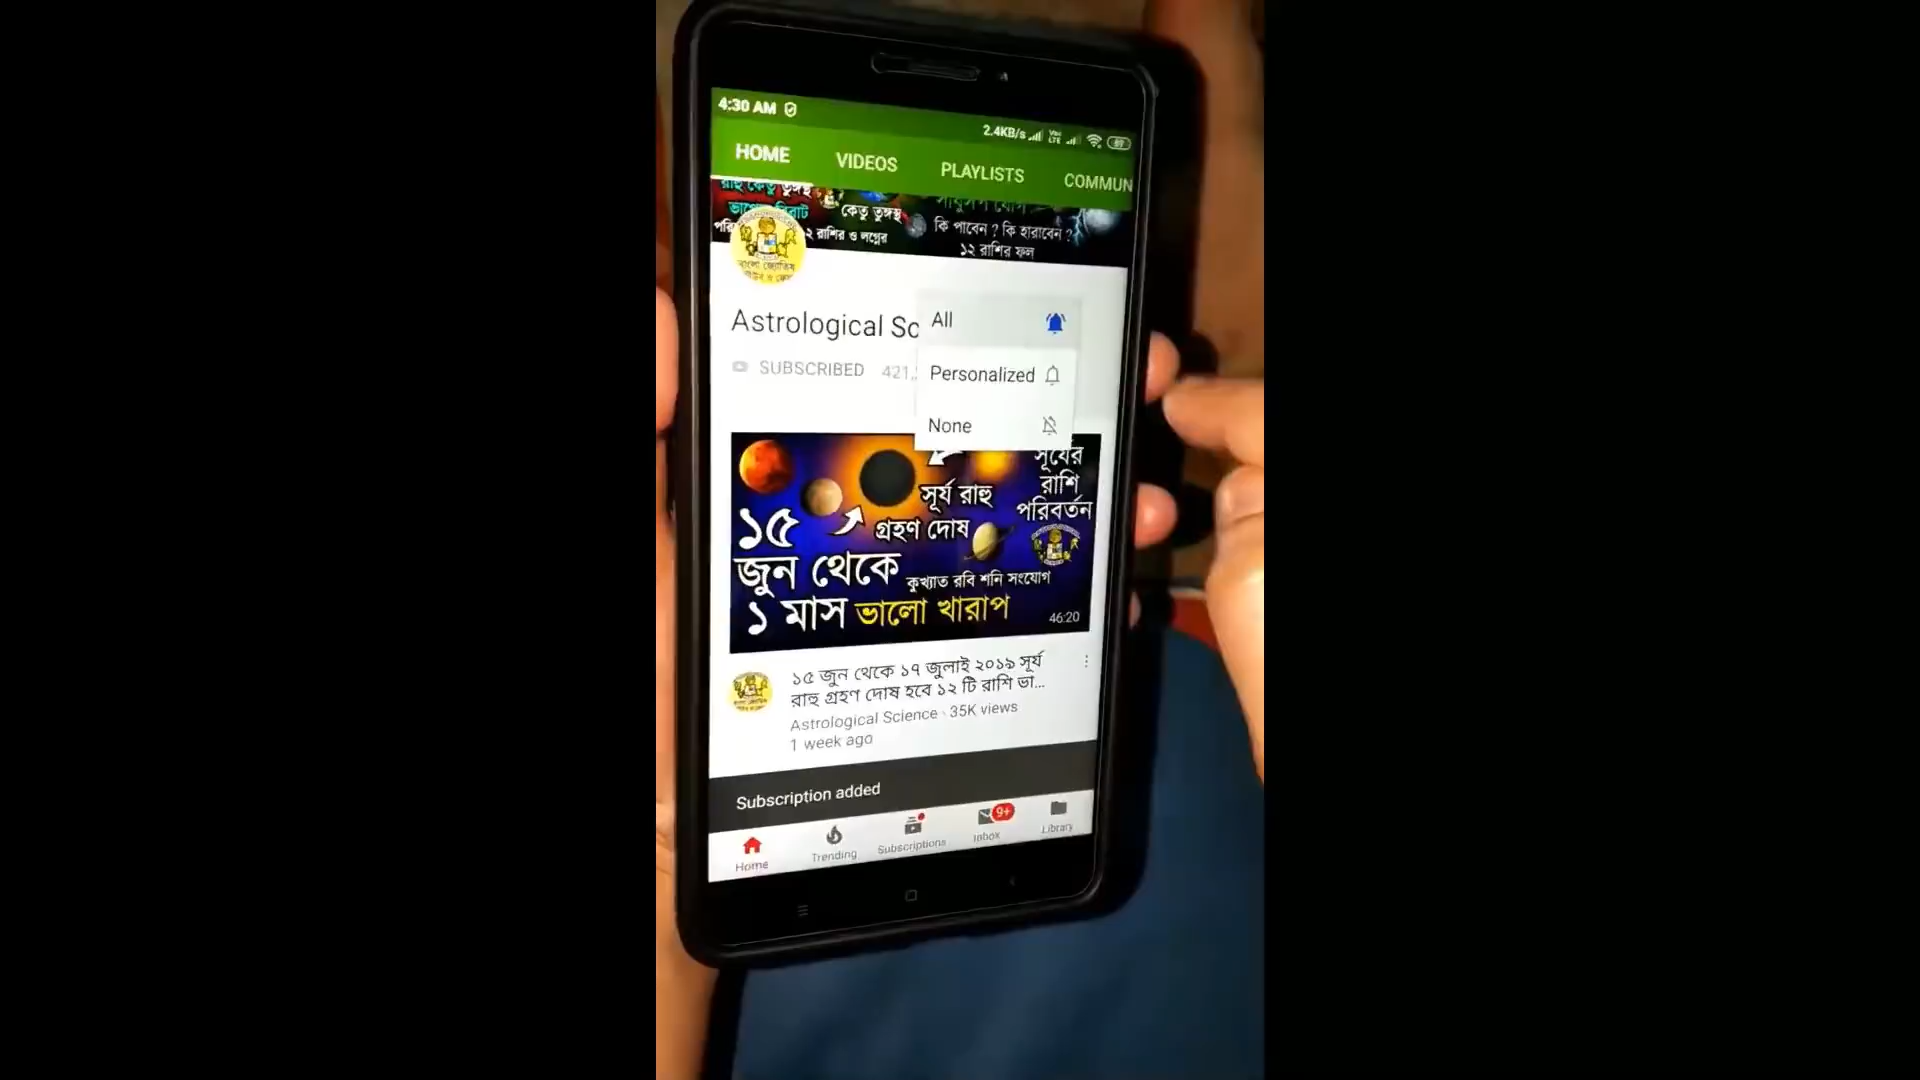 4:30 AM
2.4KB/s
HOME VIDEOS PLAYLISTS COMMUN
রাহু কেতু তুঙ্গস্থ
কেতু তুঙ্গস্থ
২ রাশির ও লগ্নের
কি পাবেন ? কি হারাবেন ?
১২ রাশির ফল
বাংলা জ্যোতিষ
Astrological Sc
SUBSCRIBED 421,
All
Personalized
None
সূর্যের
রাশি
পরিবর্তন
সূর্য রাহু
গ্রহণ দোষ
১৫
জুন থেকে
কুখ্যাত রবি শনি সংযোগ
১ মাস ভালো খারাপ
46:20
১৫ জুন থেকে ১৭ জুলাই ২০১৯ সূর্য
রাহু গ্রহণ দোষ হবে ১২ টি রাশি ভা...
Astrological Science · 35K views
1 week ago
Subscription added
9+
Home Trending Subscriptions Inbox Library